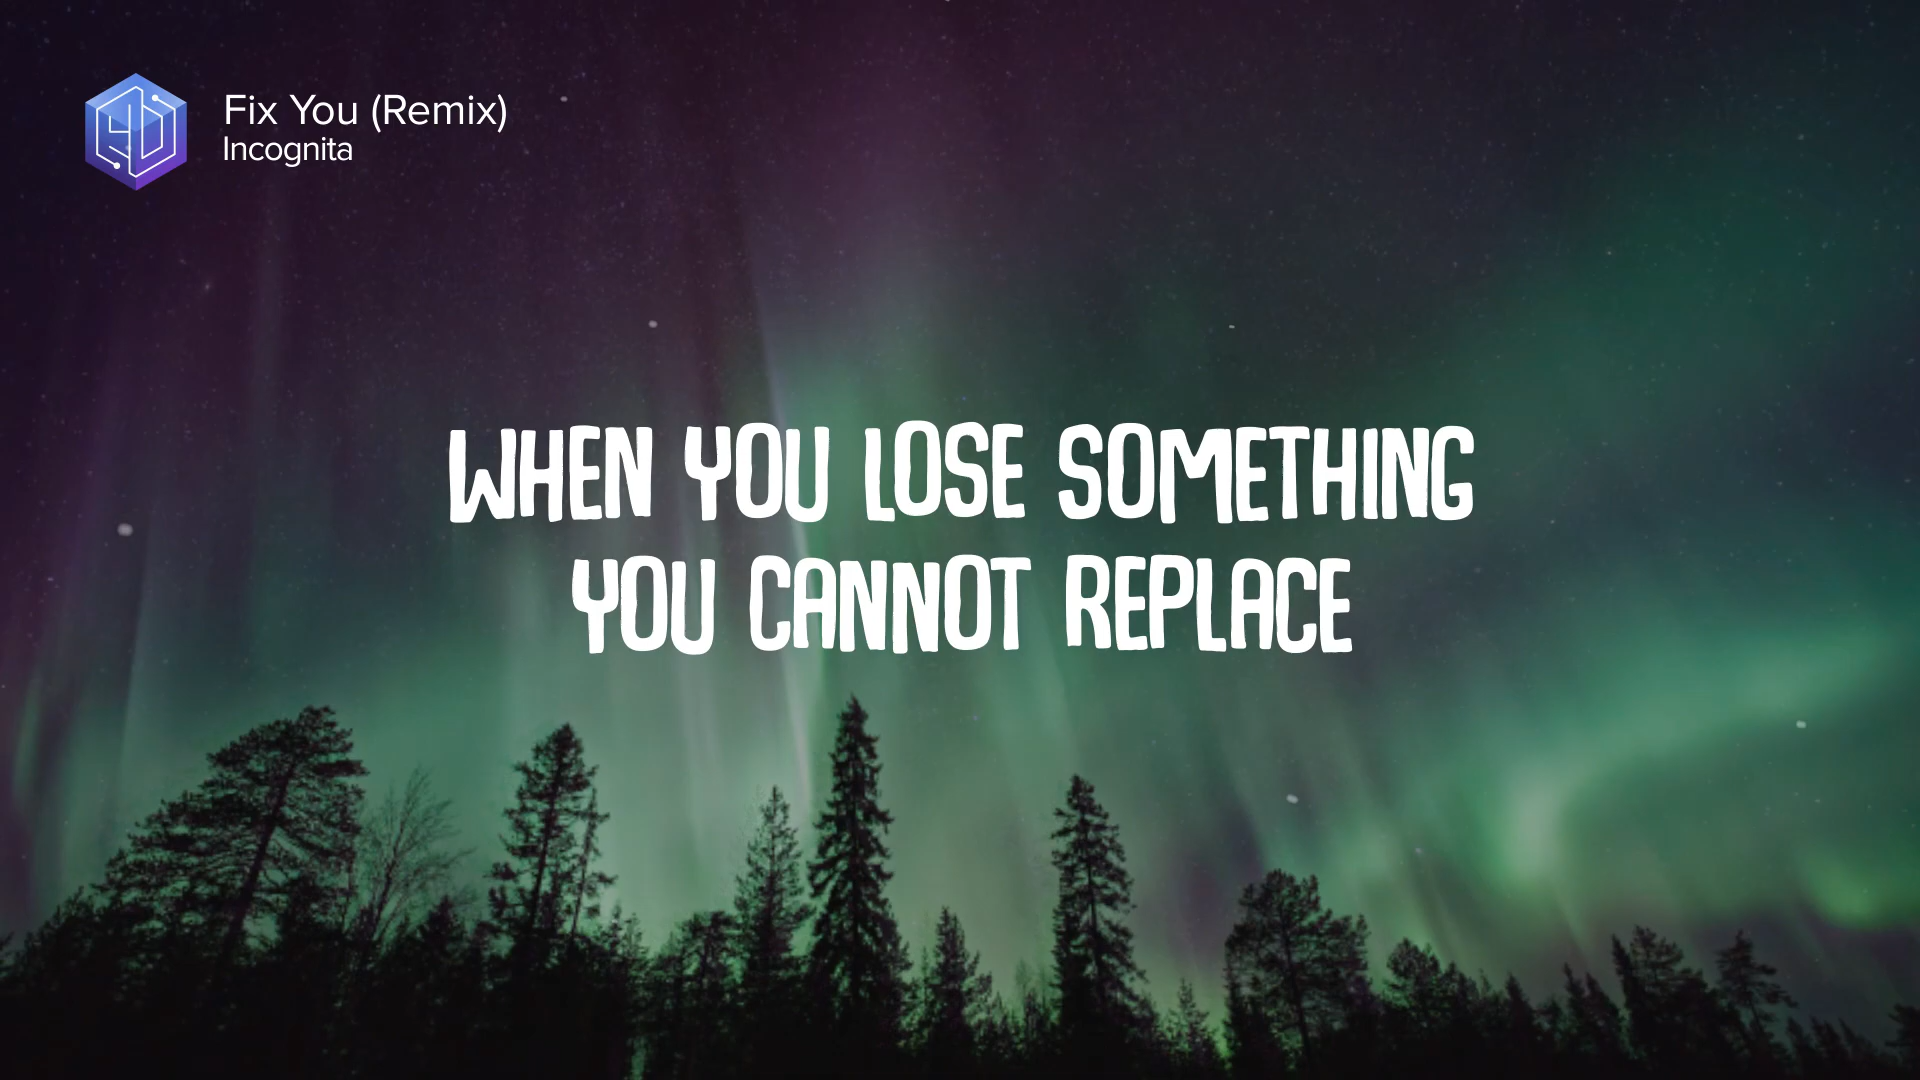 Fix You (Remix)
Incognita
WHEN YOU LOSE SOMETHING
YOU CANNOT REPLACE